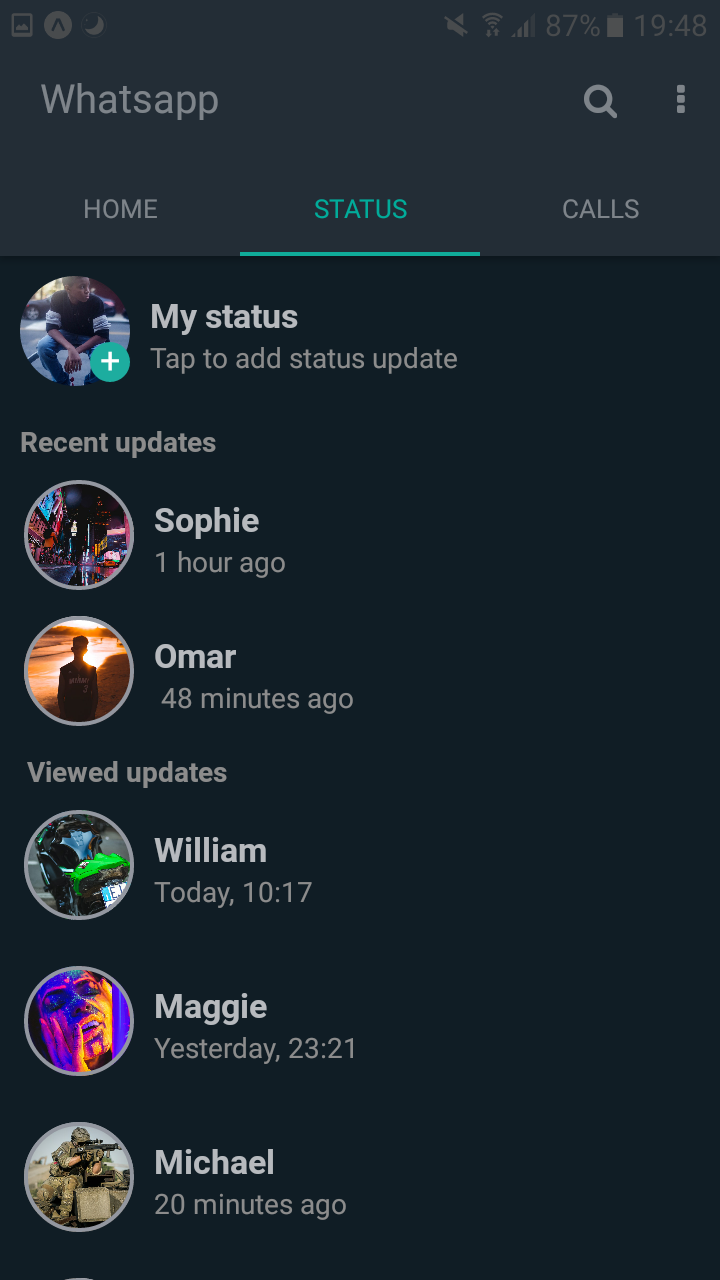 87% 19:48
Whatsapp
HOME STATUS CALLS
My status
Tap to add status update
Recent updates
Sophie
1 hour ago
Omar
48 minutes ago
Viewed updates
William
Today, 10:17
Maggie
Yesterday, 23:21
Michael
20 minutes ago